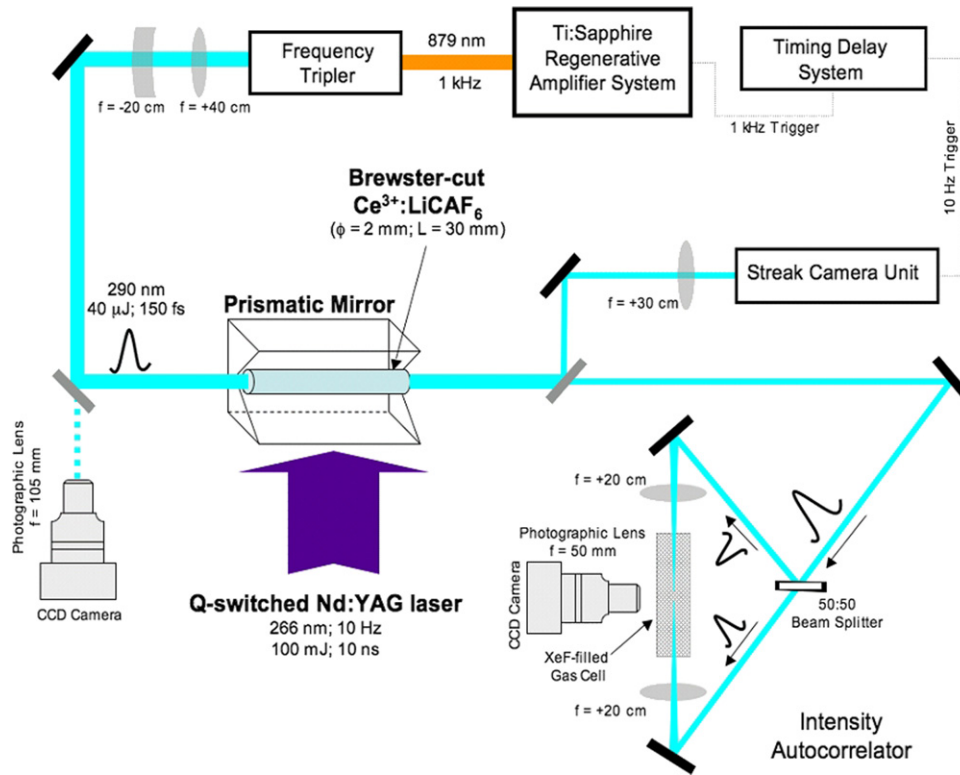 Frequency
Tripler
879 nm
1 kHz
Ti:Sapphire
Regenerative
Amplifier System
Timing Delay
System
f = -20 cm
f = +40 cm
1 kHz Trigger
10 Hz Trigger
Brewster-cut
Ce³⁺:LiCAF₆
(ϕ = 2 mm; L = 30 mm)
Streak Camera Unit
f = +30 cm
290 nm
40 µJ; 150 fs
Prismatic Mirror
Photographic Lens
f = 105 mm
CCD Camera
f = +20 cm
Photographic Lens
f = 50 mm
CCD Camera
50:50
Beam Splitter
Q-switched Nd:YAG laser
266 nm; 10 Hz
100 mJ; 10 ns
XeF-filled
Gas Cell
f = +20 cm
Intensity
Autocorrelator